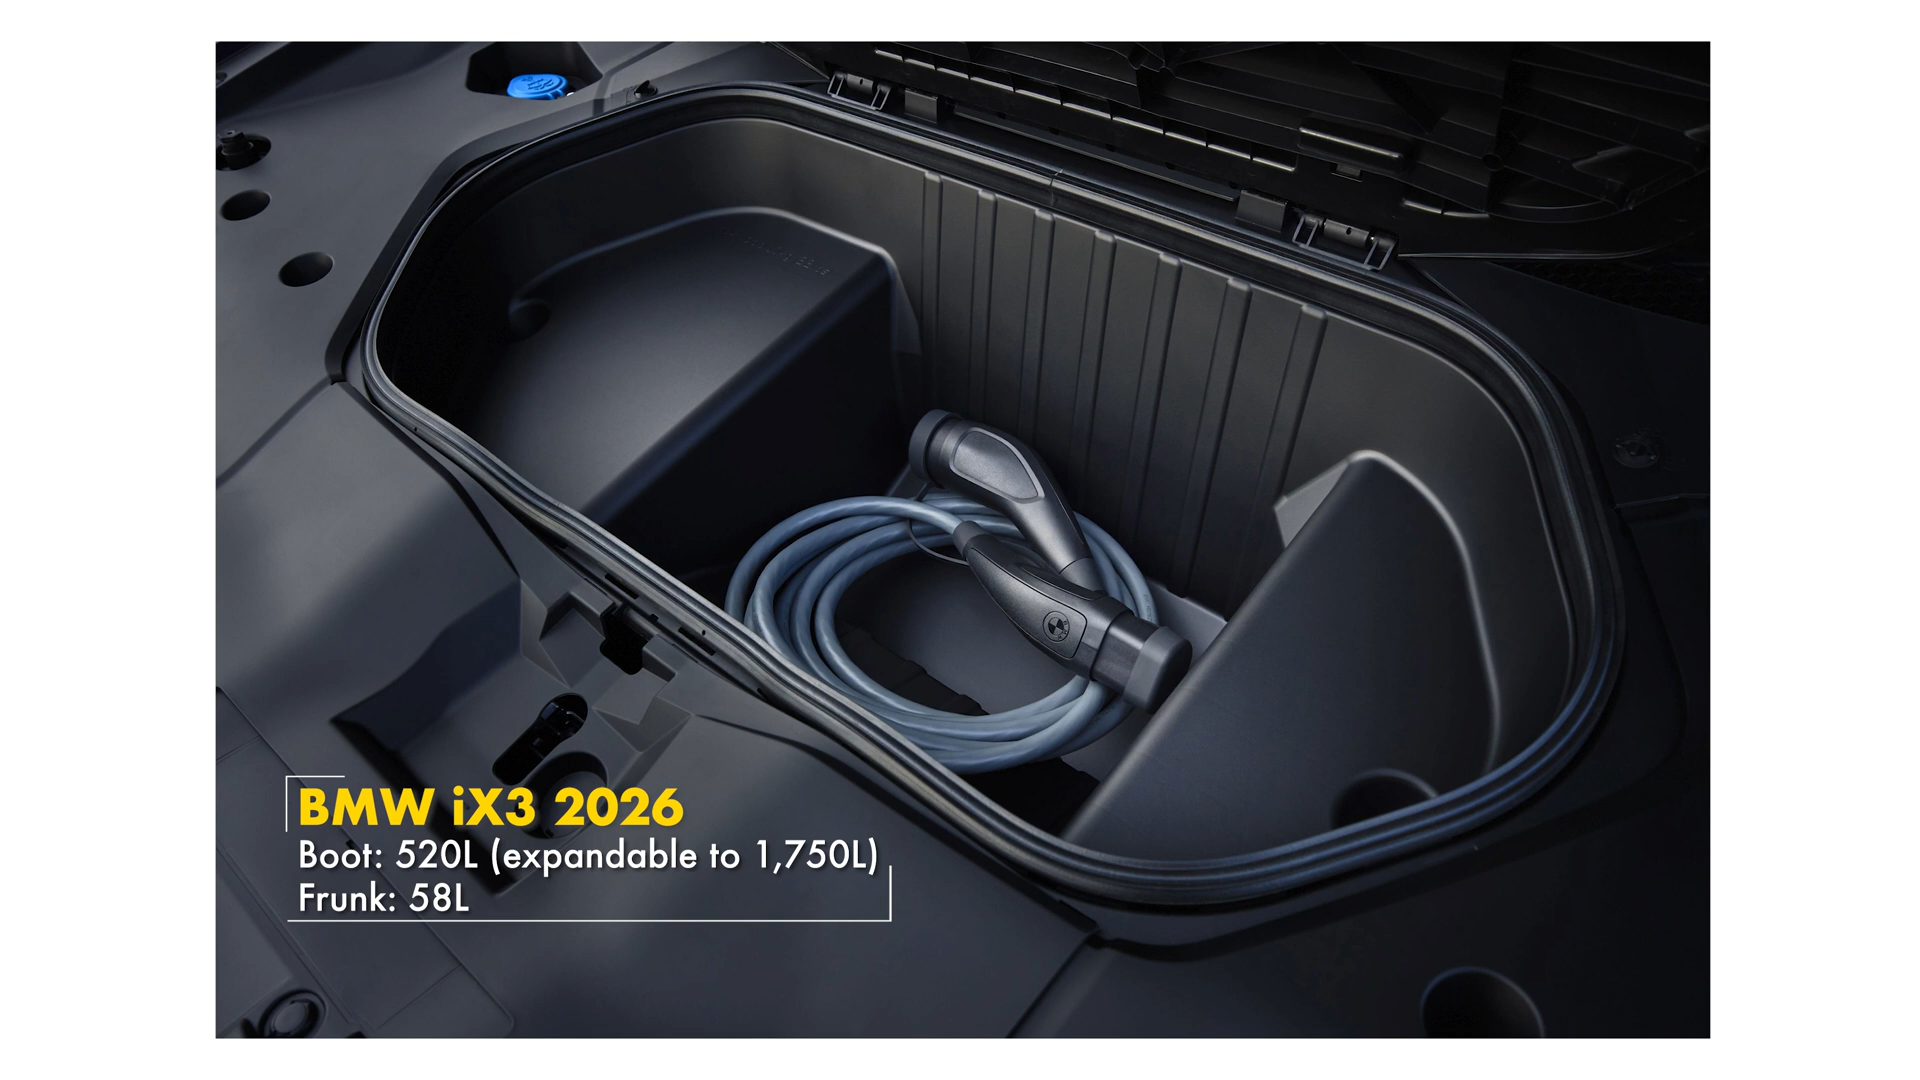 BMW iX3 2026
Boot: 520L (expandable to 1,750L)
Frunk: 58L